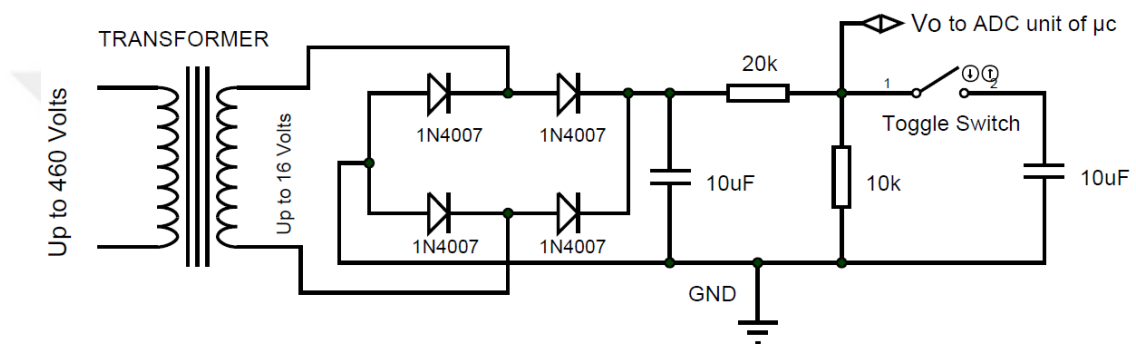 TRANSFORMER
Up to 460 Volts
Up to 16 Volts
1N4007
1N4007
1N4007
1N4007
10uF
20k
10k
Vo to ADC unit of µc
1
2
Toggle Switch
10uF
GND